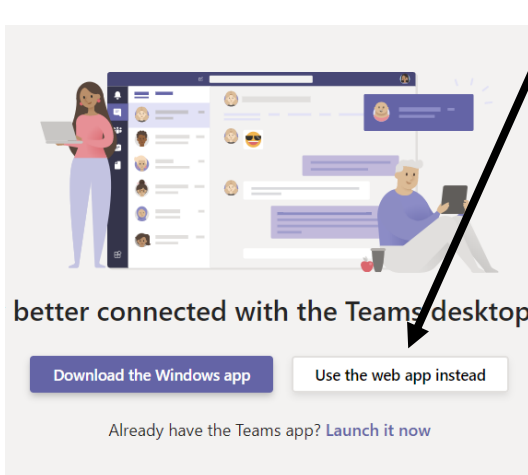 better connected with the Teams desktop
Download the Windows app
Use the web app instead
Already have the Teams app? Launch it now